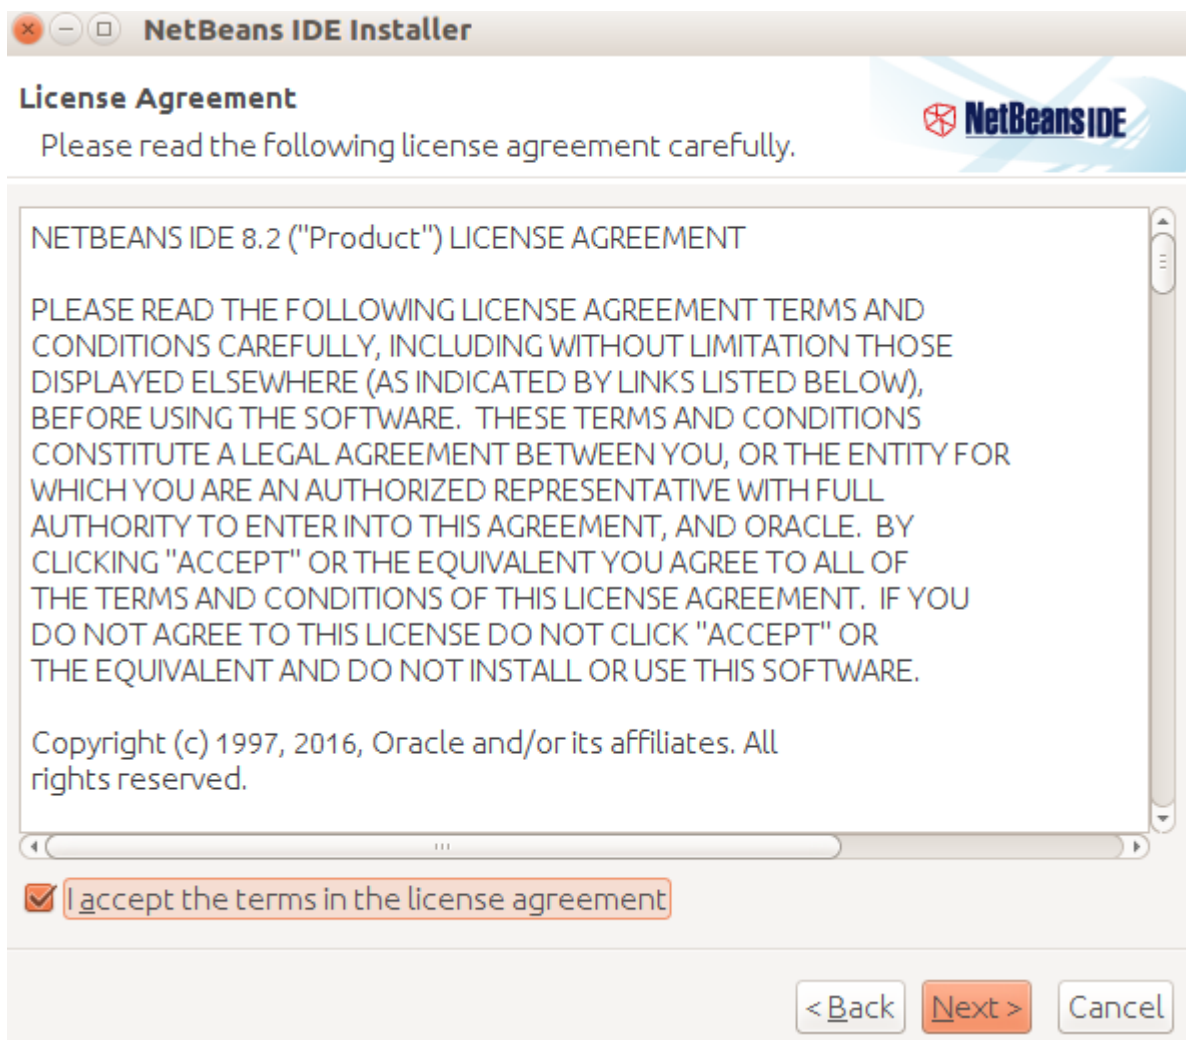 NetBeans IDE Installer
License Agreement
Please read the following license agreement carefully.
NetBeans IDE
NETBEANS IDE 8.2 ("Product") LICENSE AGREEMENT
PLEASE READ THE FOLLOWING LICENSE AGREEMENT TERMS AND
CONDITIONS CAREFULLY, INCLUDING WITHOUT LIMITATION THOSE
DISPLAYED ELSEWHERE (AS INDICATED BY LINKS LISTED BELOW),
BEFORE USING THE SOFTWARE.  THESE TERMS AND CONDITIONS
CONSTITUTE A LEGAL AGREEMENT BETWEEN YOU, OR THE ENTITY FOR
WHICH YOU ARE AN AUTHORIZED REPRESENTATIVE WITH FULL
AUTHORITY TO ENTER INTO THIS AGREEMENT, AND ORACLE.  BY
CLICKING "ACCEPT" OR THE EQUIVALENT YOU AGREE TO ALL OF
THE TERMS AND CONDITIONS OF THIS LICENSE AGREEMENT.  IF YOU
DO NOT AGREE TO THIS LICENSE DO NOT CLICK "ACCEPT" OR
THE EQUIVALENT AND DO NOT INSTALL OR USE THIS SOFTWARE.
Copyright (c) 1997, 2016, Oracle and/or its affiliates. All
rights reserved.
I accept the terms in the license agreement
< Back
Next >
Cancel